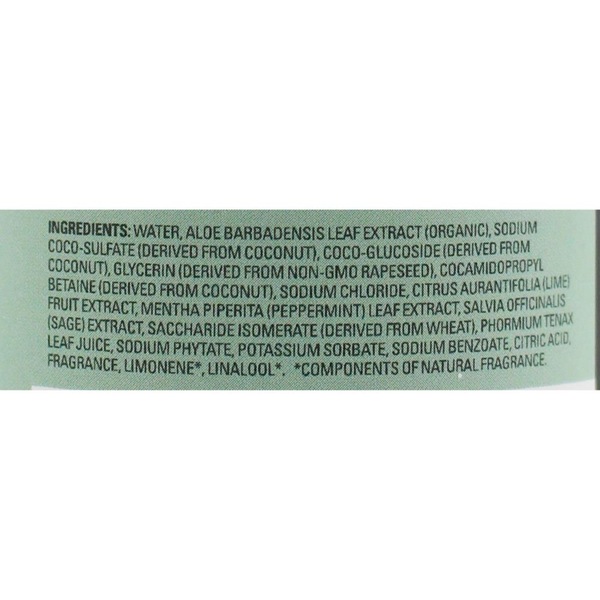 INGREDIENTS: WATER, ALOE BARBADENSIS LEAF EXTRACT (ORGANIC), SODIUM
COCO-SULFATE (DERIVED FROM COCONUT), COCO-GLUCOSIDE (DERIVED FROM
COCONUT), GLYCERIN (DERIVED FROM NON-GMO RAPESEED), COCAMIDOPROPYL
BETAINE (DERIVED FROM COCONUT), SODIUM CHLORIDE, CITRUS AURANTIFOLIA (LIME)
FRUIT EXTRACT, MENTHA PIPERITA (PEPPERMINT) LEAF EXTRACT, SALVIA OFFICINALIS
(SAGE) EXTRACT, SACCHARIDE ISOMERATE (DERIVED FROM WHEAT), PHORMIUM TENAX
LEAF JUICE, SODIUM PHYTATE, POTASSIUM SORBATE, SODIUM BENZOATE, CITRIC ACID,
FRAGRANCE, LIMONENE*, LINALOOL*. *COMPONENTS OF NATURAL FRAGRANCE.